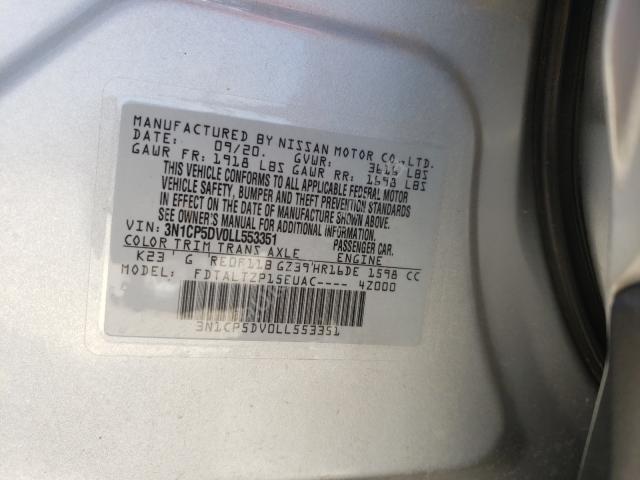 MANUFACTURED BY NISSAN MOTOR CO.,LTD.
DATE: 09/20. GVWR: 3616 LBS
GAWR FR: 1918 LBS GAWR RR: 1698 LBS
THIS VEHICLE CONFORMS TO ALL APPLICABLE FEDERAL MOTOR
VEHICLE SAFETY, BUMPER AND THEFT PREVENTION STANDARDS
IN EFFECT ON THE DATE OF MANUFACTURE SHOWN ABOVE.
SEE OWNER'S MANUAL FOR ADDITIONAL INFORMATION.
VIN: 3N1CP5DV0LL553351 PASSENGER CAR.
COLOR TRIM TRANS AXLE ENGINE
K23 G RE0F11B GZ39 HR16DE 1598 CC
MODEL: FDTALTZP15EUAC---- 4Z000
3N1CP5DV0LL553351